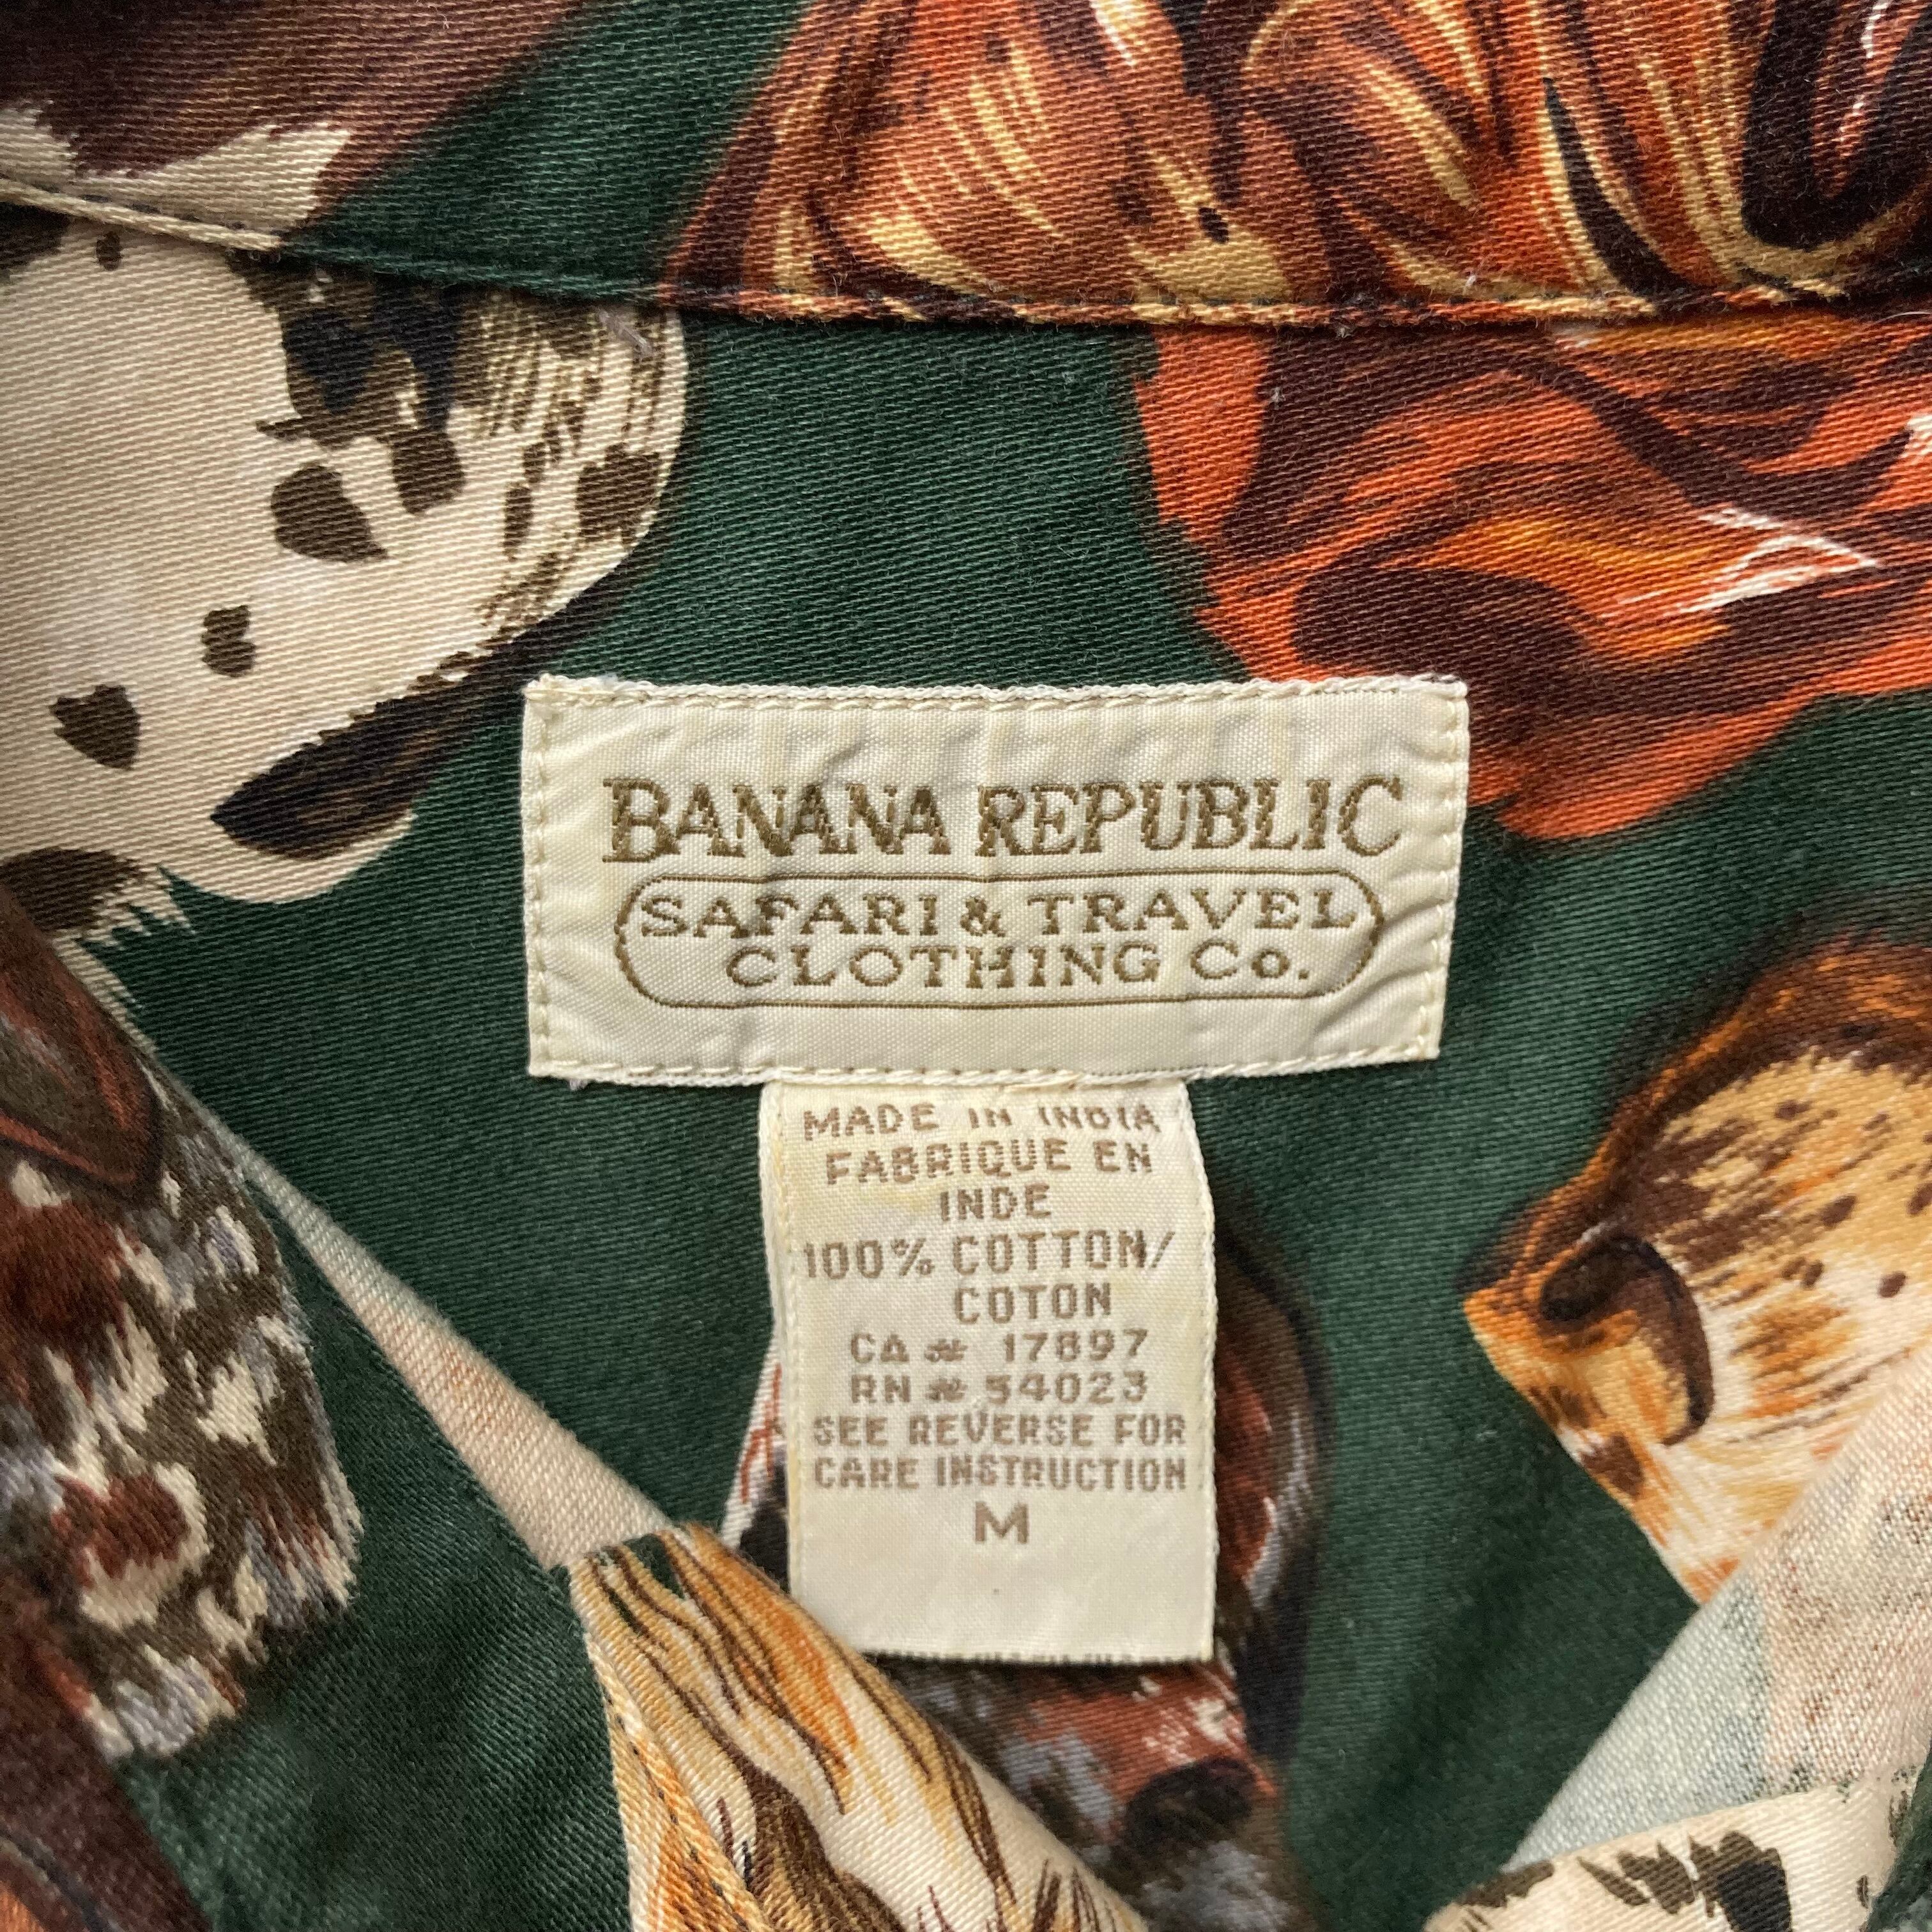 BANANA REPUBLIC
SAFARI & TRAVEL
CLOTHING Co.
MADE IN INDIA
FABRIQUE EN
INDE
100% COTTON/
COTON
CA # 17897
RN # 54023
SEE REVERSE FOR
CARE INSTRUCTION
M